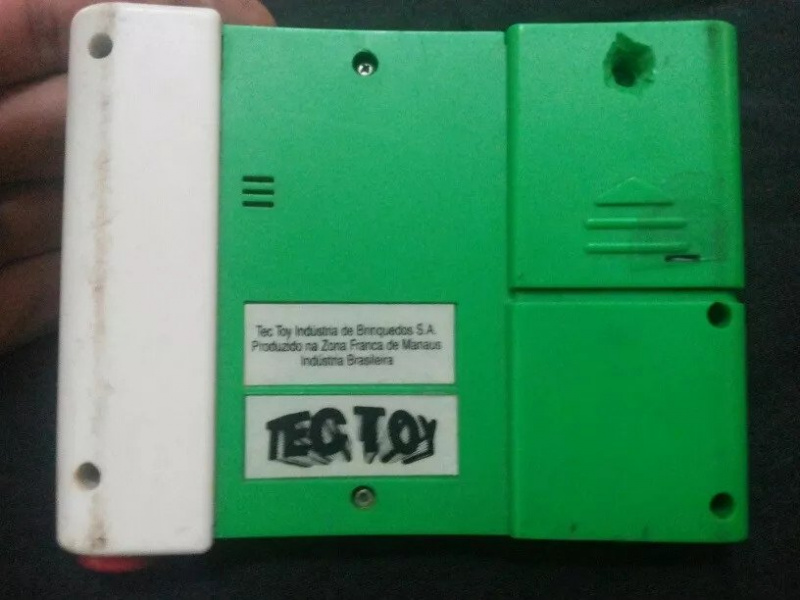 Tec Toy Indústria de Brinquedos S.A.
Produzido na Zona Franca de Manaus
Indústria Brasileira
TEC TOY